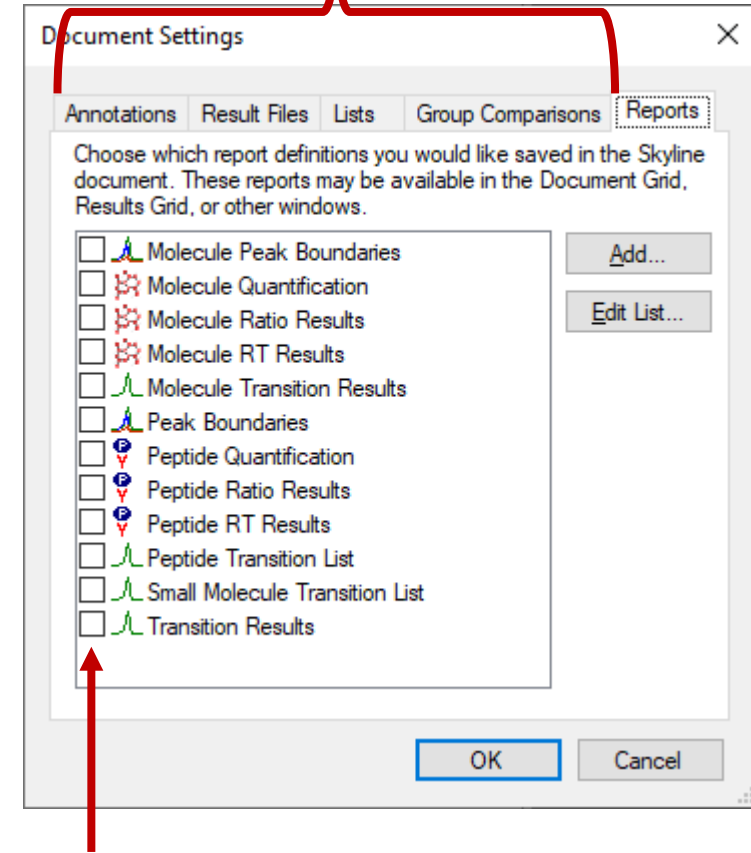 Document Settings
Annotations Result Files Lists Group Comparisons Reports
Choose which report definitions you would like saved in the Skyline
document. These reports may be available in the Document Grid,
Results Grid, or other windows.
Molecule Peak Boundaries
Molecule Quantification
Molecule Ratio Results
Molecule RT Results
Molecule Transition Results
Peak Boundaries
Peptide Quantification
Peptide Ratio Results
Peptide RT Results
Peptide Transition List
Small Molecule Transition List
Transition Results
Add...
Edit List...
OK Cancel